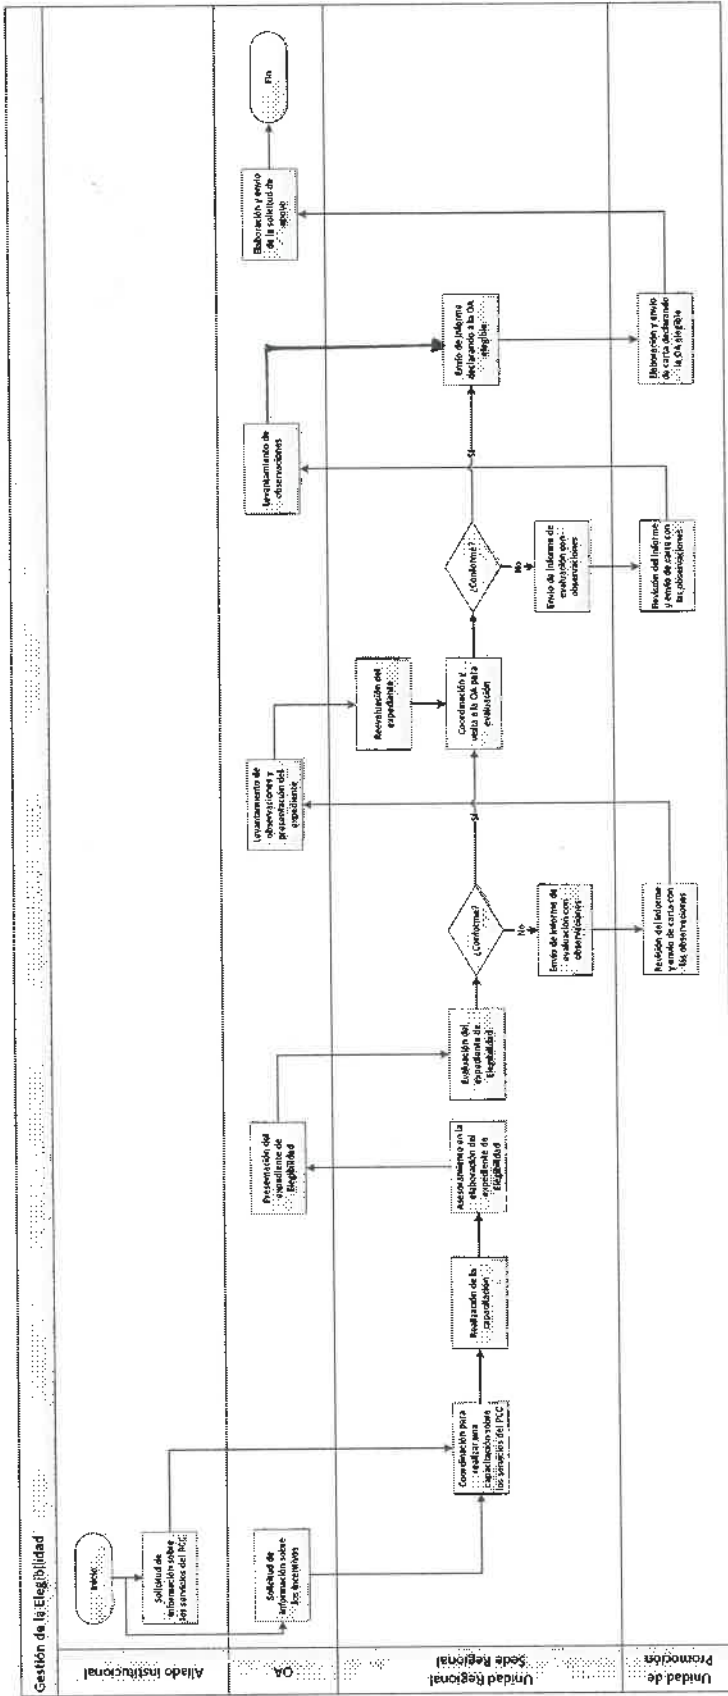 Gestión de la Elegibilidad
Aliado institucional
Inicio
Solicitud de
información sobre
los servicios del PCC
OA
Solicitud de
información sobre
los incentivos
Presentación del
expediente de
Elegibilidad
Levantamiento de
observaciones y
presentación del
expediente
Levantamiento de
observaciones
Elaboración y envío
de la solicitud de
apoyo
Fin
Unidad Regional
Sede Regional
Coordinación para
realizar una
capacitación sobre
los servicios del PCC
Realización de la
capacitación
Asesoramiento en la
elaboración del
expediente de
Elegibilidad
Evaluación del
expediente de
Elegibilidad
¿Conforme?
Si
No
Envío de informe de
evaluación con
observaciones
Reevaluación del
expediente
Coordinación y
visita a la OA para
evaluación
¿Conforme?
Si
No
Envío de informe de
evaluación con
observaciones
Envío de informe
declarando a la OA
elegible
Unidad de
Promoción
Revisión del informe
y envío de carta con
las observaciones
Revisión del informe
y envío de carta con
las observaciones
Elaboración y envío
de carta declarando
la OA elegible